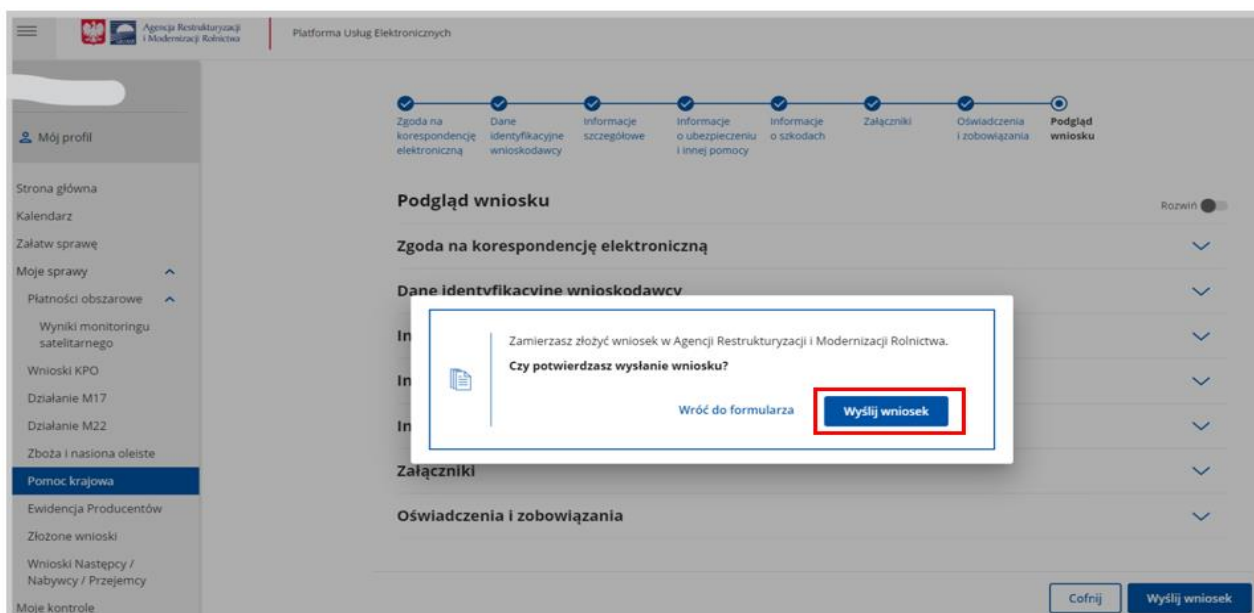 Agencja Restrukturyzacji
i Modernizacji Rolnictwa
Platforma Usług Elektronicznych
Mój profil
Strona główna
Kalendarz
Załatw sprawę
Moje sprawy
Płatności obszarowe
Wyniki monitoringu
satelitarnego
Wnioski KPO
Działanie M17
Działanie M22
Zboża i nasiona oleiste
Pomoc krajowa
Ewidencja Producentów
Złożone wnioski
Wnioski Następcy /
Nabywcy / Przejemcy
Moje kontrole
Zgoda na
korespondencję
elektroniczną
Dane
identyfikacyjne
wnioskodawcy
Informacje
szczegółowe
Informacje
o ubezpieczeniu
i innej pomocy
Informacje
o szkodach
Załączniki
Oświadczenia
i zobowiązania
Podgląd
wniosku
Podgląd wniosku
Rozwiń
Zgoda na korespondencję elektroniczną
Dane identyfikacyjne wnioskodawcy
In
In
In
Zamierzasz złożyć wniosek w Agencji Restrukturyzacji i Modernizacji Rolnictwa.
Czy potwierdzasz wysłanie wniosku?
Wróć do formularza
Wyślij wniosek
Załączniki
Oświadczenia i zobowiązania
Cofnij
Wyślij wniosek